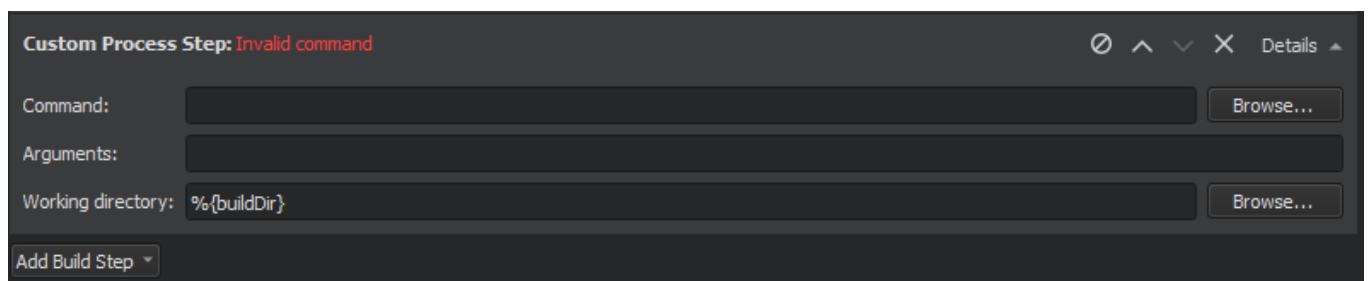 Custom Process Step: Invalid command
Details
Command:
Browse...
Arguments:
Working directory: %{buildDir}
Browse...
Add Build Step